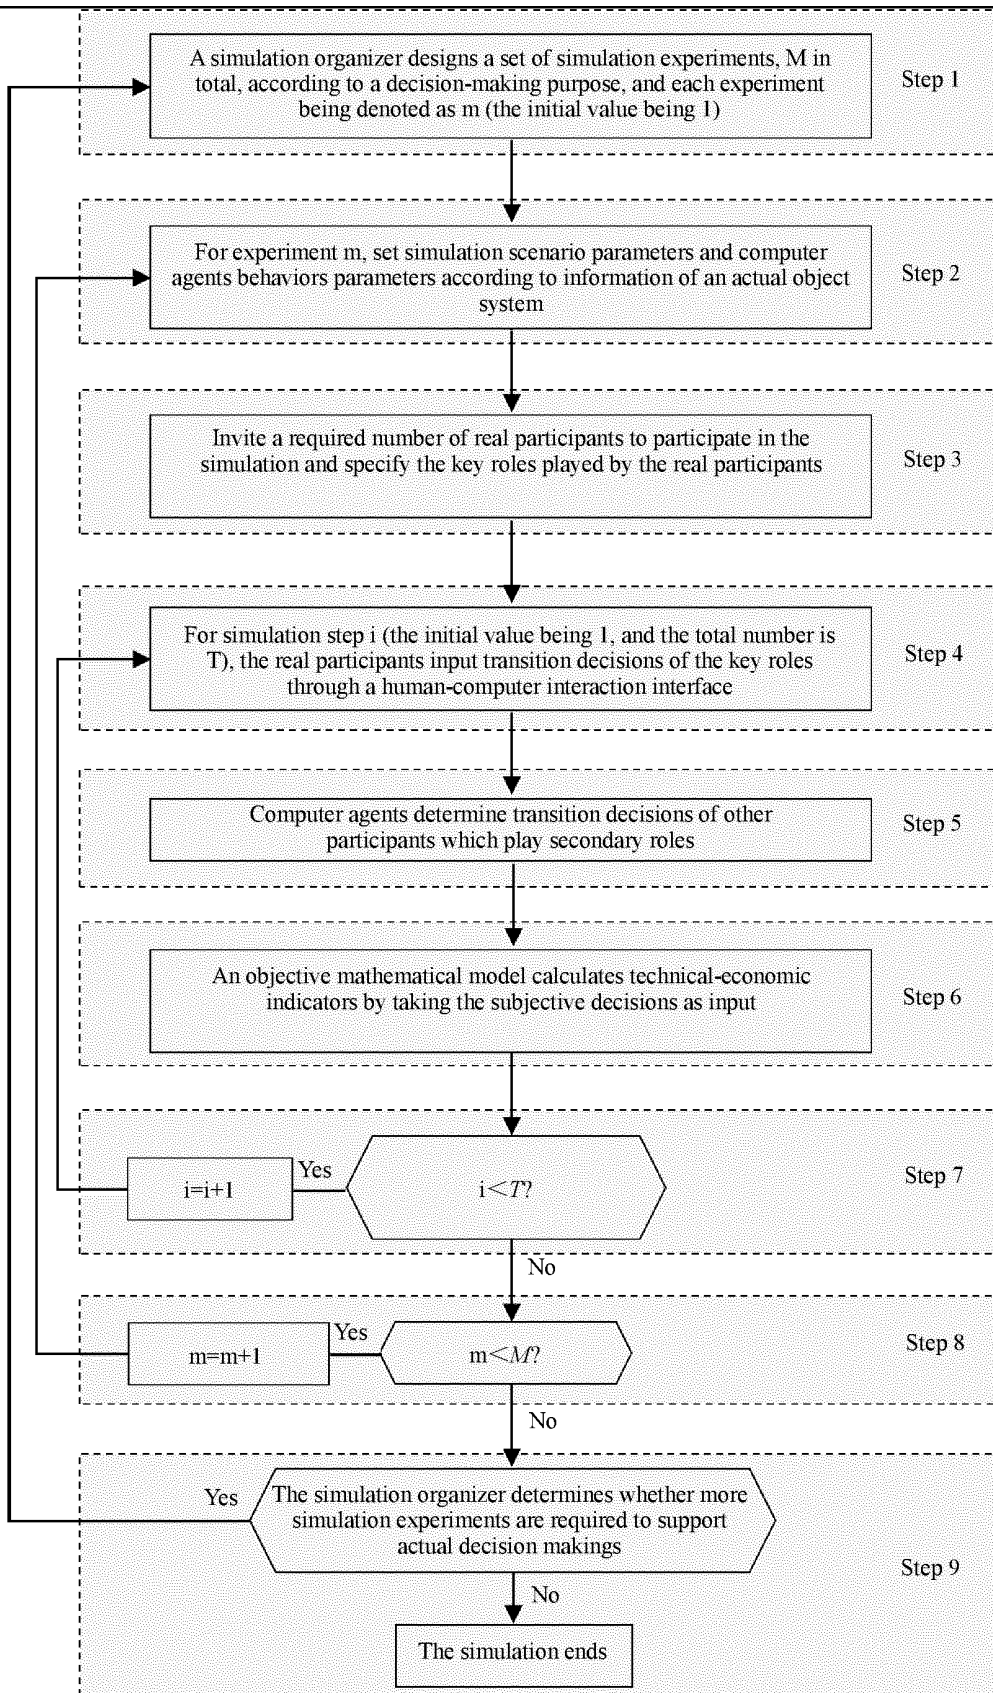 A simulation organizer designs a set of simulation experiments, M in
total, according to a decision-making purpose, and each experiment
being denoted as m (the initial value being 1)
Step 1
For experiment m, set simulation scenario parameters and computer
agents behaviors parameters according to information of an actual object
system
Step 2
Invite a required number of real participants to participate in the
simulation and specify the key roles played by the real participants
Step 3
For simulation step i (the initial value being 1, and the total number is
T), the real participants input transition decisions of the key roles
through a human-computer interaction interface
Step 4
Computer agents determine transition decisions of other
participants which play secondary roles
Step 5
An objective mathematical model calculates technical-economic
indicators by taking the subjective decisions as input
Step 6
i=i+1
Yes
i<T?
Step 7
No
m=m+1
Yes
m<M?
Step 8
No
Yes
The simulation organizer determines whether more
simulation experiments are required to support
actual decision makings
Step 9
No
The simulation ends